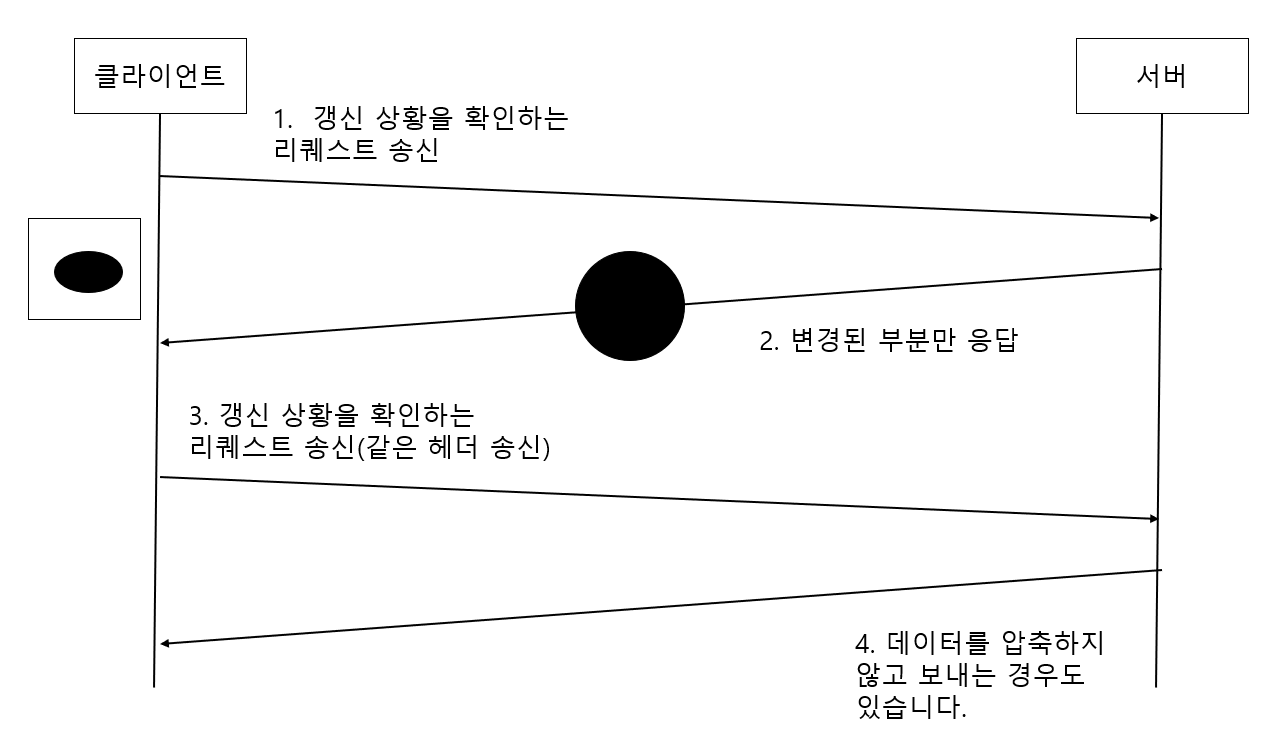 클라이언트
서버
1. 갱신 상황을 확인하는
리퀘스트 송신
2. 변경된 부분만 응답
3. 갱신 상황을 확인하는
리퀘스트 송신(같은 헤더 송신)
4. 데이터를 압축하지
않고 보내는 경우도
있습니다.